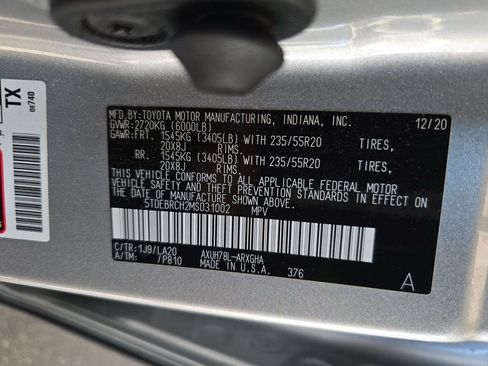 TX
0E740
MFD.BY:TOYOTA MOTOR MANUFACTURING, INDIANA, INC. 12/20
GVWR:2720KG (6000LB)
GAWR:FRT. 1545KG (3405LB) WITH 235/55R20 TIRES,
20X8J RIMS,
RR. 1545KG (3405LB) WITH 235/55R20 TIRES,
20X8J RIMS,
THIS VEHICLE CONFORMS TO ALL APPLICABLE FEDERAL MOTOR
VEHICLE SAFETY, BUMPER AND THEFT PREVENTION STANDARDS IN
EFFECT ON THE DATE OF MANUFACTURE SHOWN ABOVE.
5TDEBRCH2MS031002 MPV
C/TR:1J9/LA20 AXUH78L-ARXGHA
A/TM: /P810 MADE IN U.S.A. 376
A